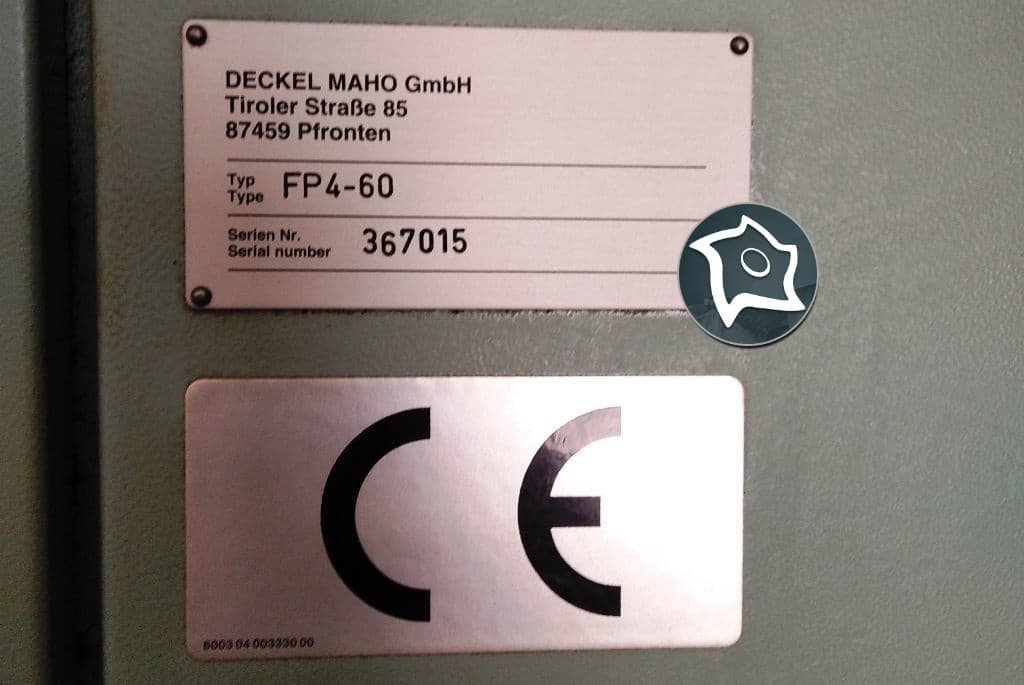 DECKEL MAHO GmbH
Tiroler Straße 85
87459 Pfronten
Typ
Type FP4-60
Serien Nr.
Serial number 367015
CE
6003 04 003330 00